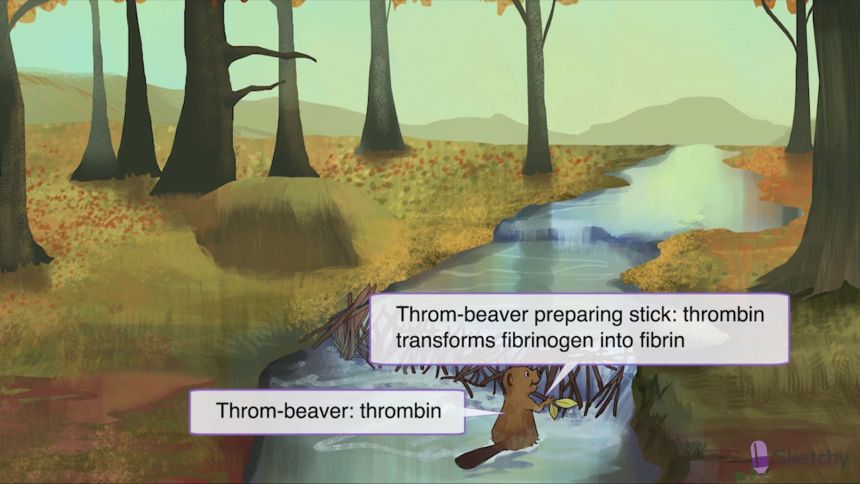 Throm-beaver preparing stick: thrombin
transforms fibrinogen into fibrin
Throm-beaver: thrombin
Sketchy